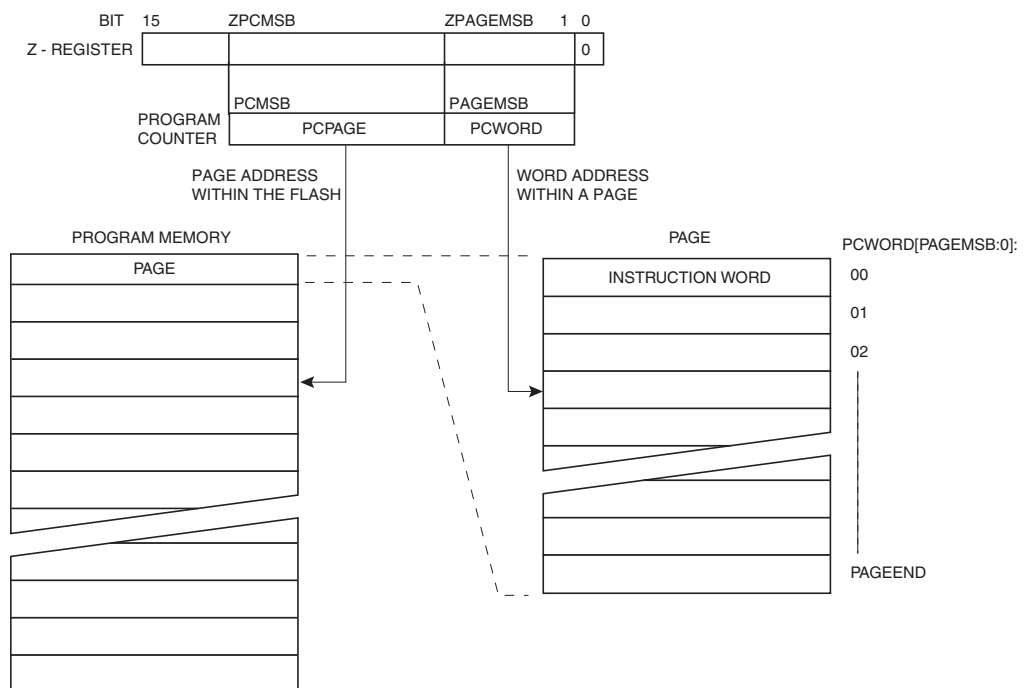 BIT 15 ZPCMSB ZPAGEMSB 1 0
Z - REGISTER 0
PCMSB PAGEMSB
PROGRAM
COUNTER
PCPAGE PCWORD
PAGE ADDRESS
WITHIN THE FLASH
WORD ADDRESS
WITHIN A PAGE
PROGRAM MEMORY
PAGE
PAGE
PCWORD[PAGEMSB:0]:
INSTRUCTION WORD
00
01
02
PAGEEND